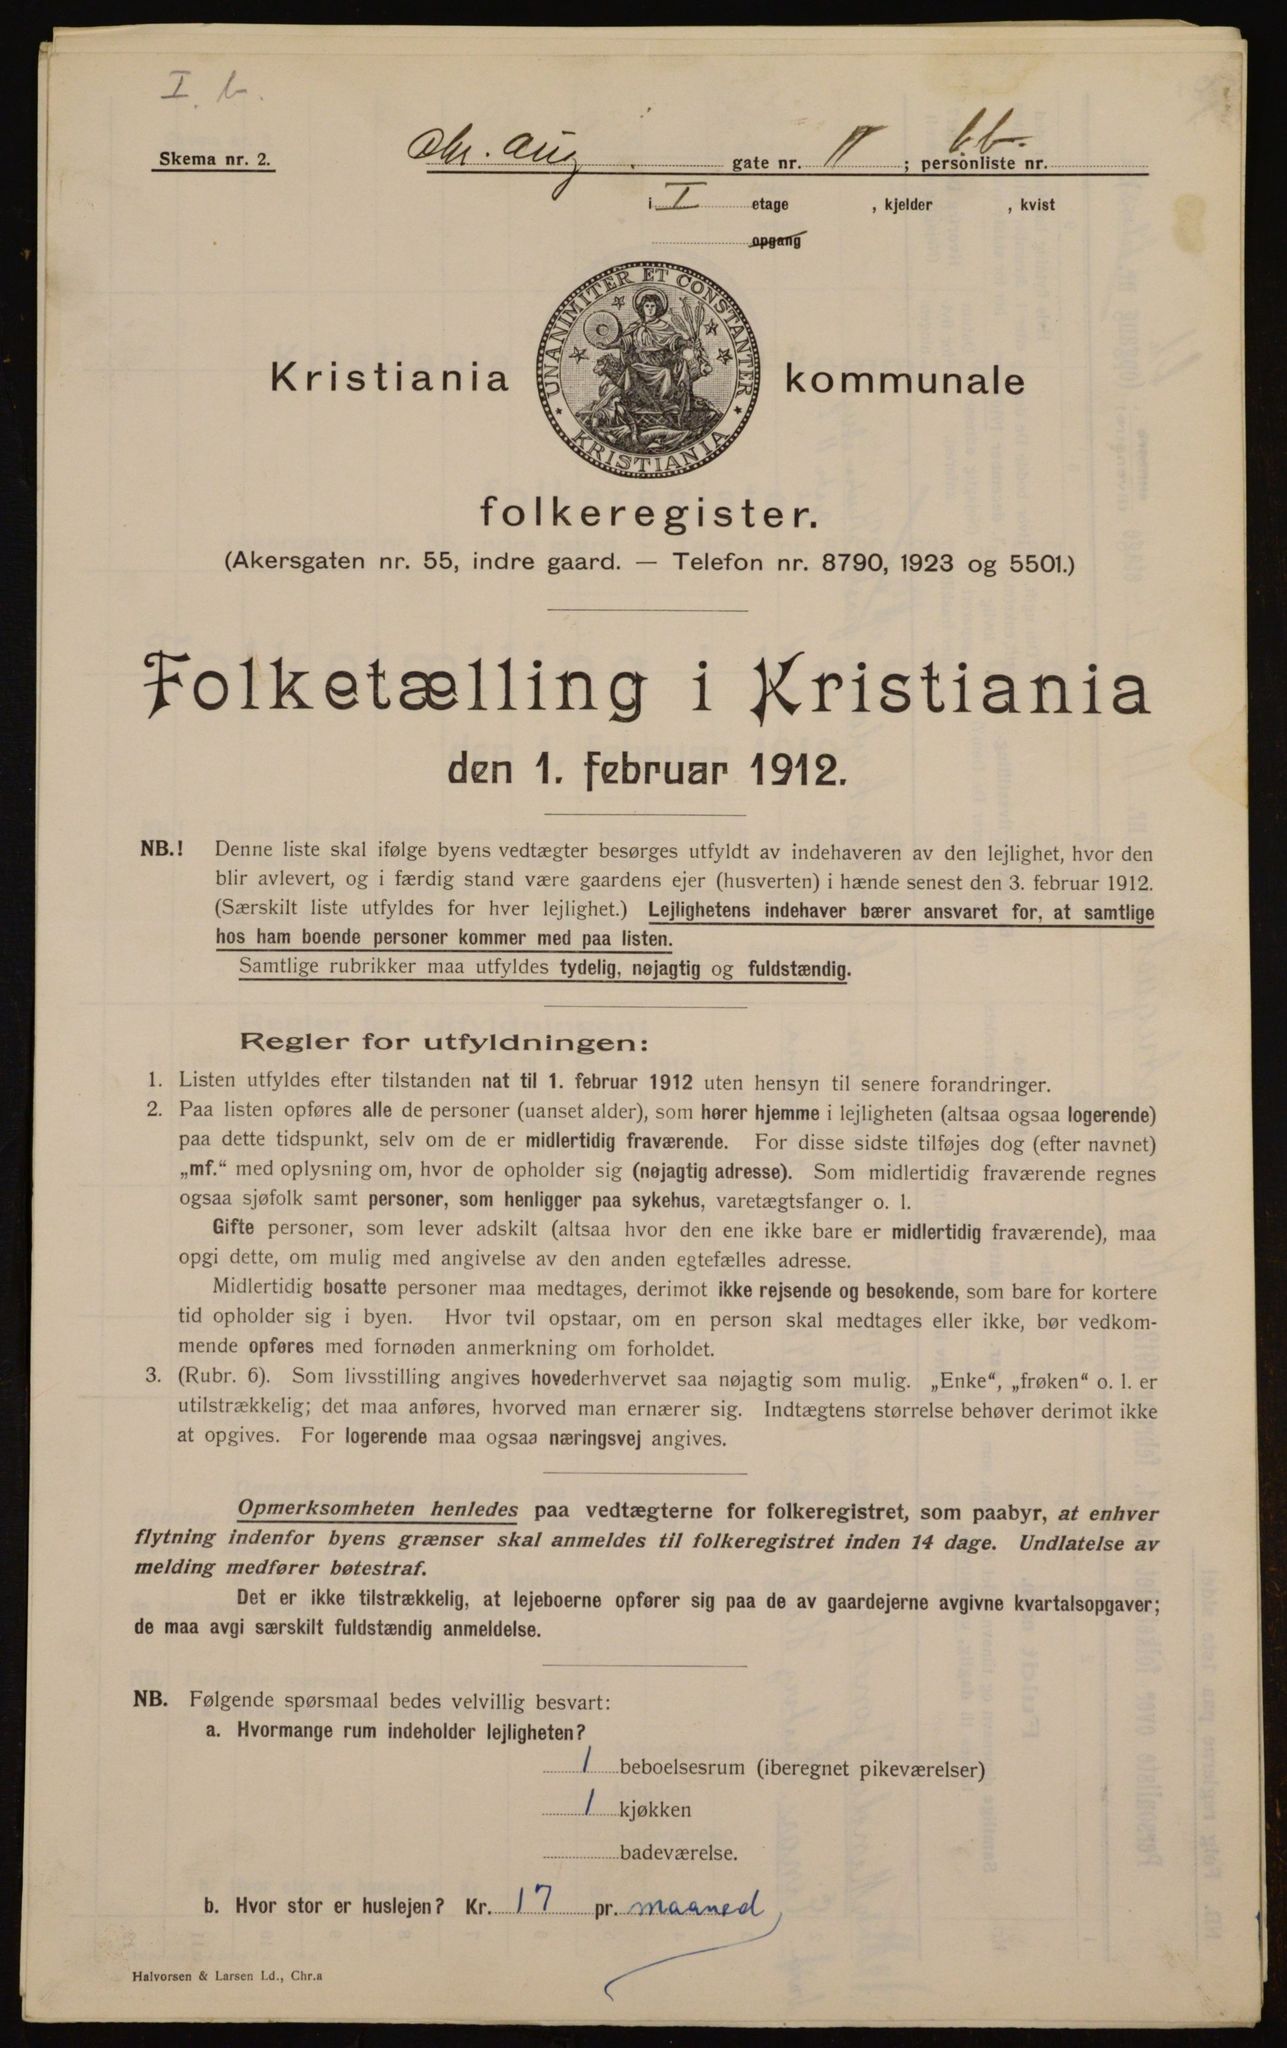 I. b.
Skema nr. 2.
Chr. Aug gate nr. 11 ; personliste nr. bb.
i I etage , kjelder , kvist
opgang
UNANIMITER ET CONSTANTER
KRISTIANIA
Kristiania kommunale
folkeregister.
(Akersgaten nr. 55, indre gaard. — Telefon nr. 8790, 1923 og 5501.)
Folketælling i Kristiania
den 1. februar 1912.
NB.! Denne liste skal ifølge byens vedtægter besørges utfyldt av indehaveren av den lejlighet, hvor den
blir avlevert, og i færdig stand være gaardens ejer (husverten) i hænde senest den 3. februar 1912.
(Særskilt liste utfyldes for hver lejlighet.) Lejlighetens indehaver bærer ansvaret for, at samtlige
hos ham boende personer kommer med paa listen.
Samtlige rubrikker maa utfyldes tydelig, nøjagtig og fuldstændig.
Regler for utfyldningen:
1. Listen utfyldes efter tilstanden nat til 1. februar 1912 uten hensyn til senere forandringer.
2. Paa listen opføres alle de personer (uanset alder), som hører hjemme i lejligheten (altsaa ogsaa logerende)
paa dette tidspunkt, selv om de er midlertidig fraværende. For disse sidste tilføjes dog (efter navnet)
„mf.“ med oplysning om, hvor de opholder sig (nøjagtig adresse). Som midlertidig fraværende regnes
ogsaa sjøfolk samt personer, som henligger paa sykehus, varetægtsfanger o. l.
Gifte personer, som lever adskilt (altsaa hvor den ene ikke bare er midlertidig fraværende), maa
opgi dette, om mulig med angivelse av den anden egtefælles adresse.
Midlertidig bosatte personer maa medtages, derimot ikke rejsende og besøkende, som bare for kortere
tid opholder sig i byen. Hvor tvil opstaar, om en person skal medtages eller ikke, bør vedkom-
mende opføres med fornøden anmerkning om forholdet.
3. (Rubr. 6). Som livsstilling angives hovederhvervet saa nøjagtig som mulig. „Enke“, „frøken“ o. l. er
utilstrækkelig; det maa anføres, hvorved man ernærer sig. Indtægtens størrelse behøver derimot ikke
at opgives. For logerende maa ogsaa næringsvej angives.
Opmerksomheten henledes paa vedtægterne for folkeregistret, som paabyr, at enhver
flytning indenfor byens grænser skal anmeldes til folkeregistret inden 14 dage. Undlatelse av
melding medfører bøtestraf.
Det er ikke tilstrækkelig, at lejeboerne opfører sig paa de av gaardejerne avgivne kvartalsopgaver;
de maa avgi særskilt fuldstændig anmeldelse.
NB. Følgende spørsmaal bedes velvillig besvart:
a. Hvormange rum indeholder lejligheten?
1 beboelsesrum (iberegnet pikeværelser)
1 kjøkken
badeværelse.
b. Hvor stor er huslejen? Kr. 17 pr. maaned
Halvorsen & Larsen Ld., Chr.a